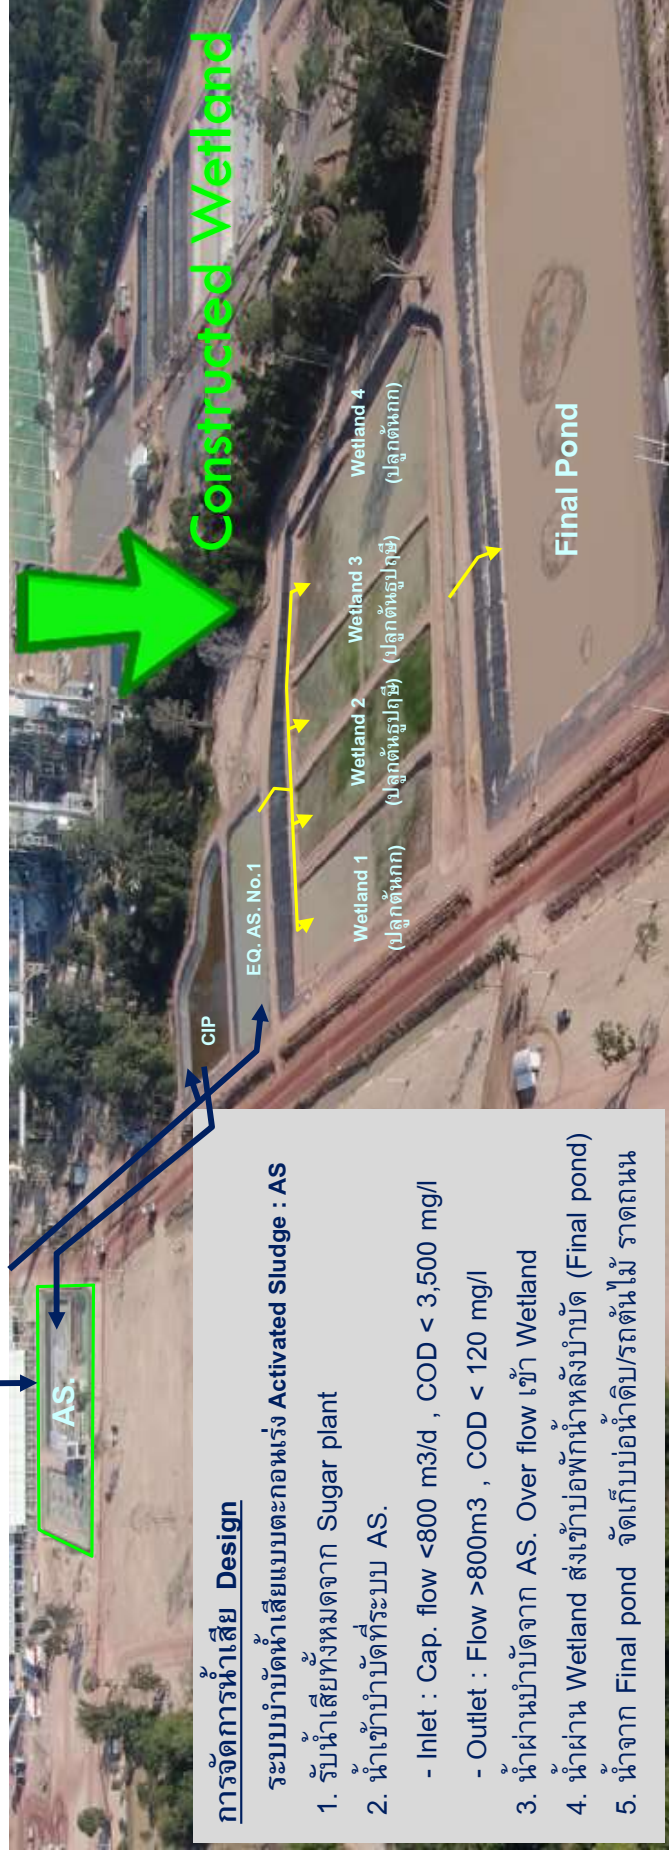 Constructed Wetland
AS.
CIP
EQ. AS. No.1
Wetland 1
(ปลูกต้นกก)
Wetland 2
(ปลูกต้นธูปฤษี)
Wetland 3
(ปลูกต้นธูปฤษี)
Wetland 4
(ปลูกต้นกก)
Final Pond
การจัดการน้ำเสีย Design
ระบบบำบัดน้ำเสียแบบตะกอนเร่ง Activated Sludge : AS
1. รับน้ำเสียทั้งหมดจาก Sugar plant
2. น้ำเข้าบำบัดที่ระบบ AS.
- Inlet : Cap. flow <800 m3/d , COD < 3,500 mg/l
- Outlet : Flow >800m3 , COD < 120 mg/l
3. น้ำผ่านบำบัดจาก AS. Over flow เข้า Wetland
4. น้ำผ่าน Wetland ส่งเข้าบ่อพักน้ำหลังบำบัด (Final pond)
5. น้ำจาก Final pond จัดเก็บบ่อน้ำดิบ/รถต้นไม้ ราดถนน